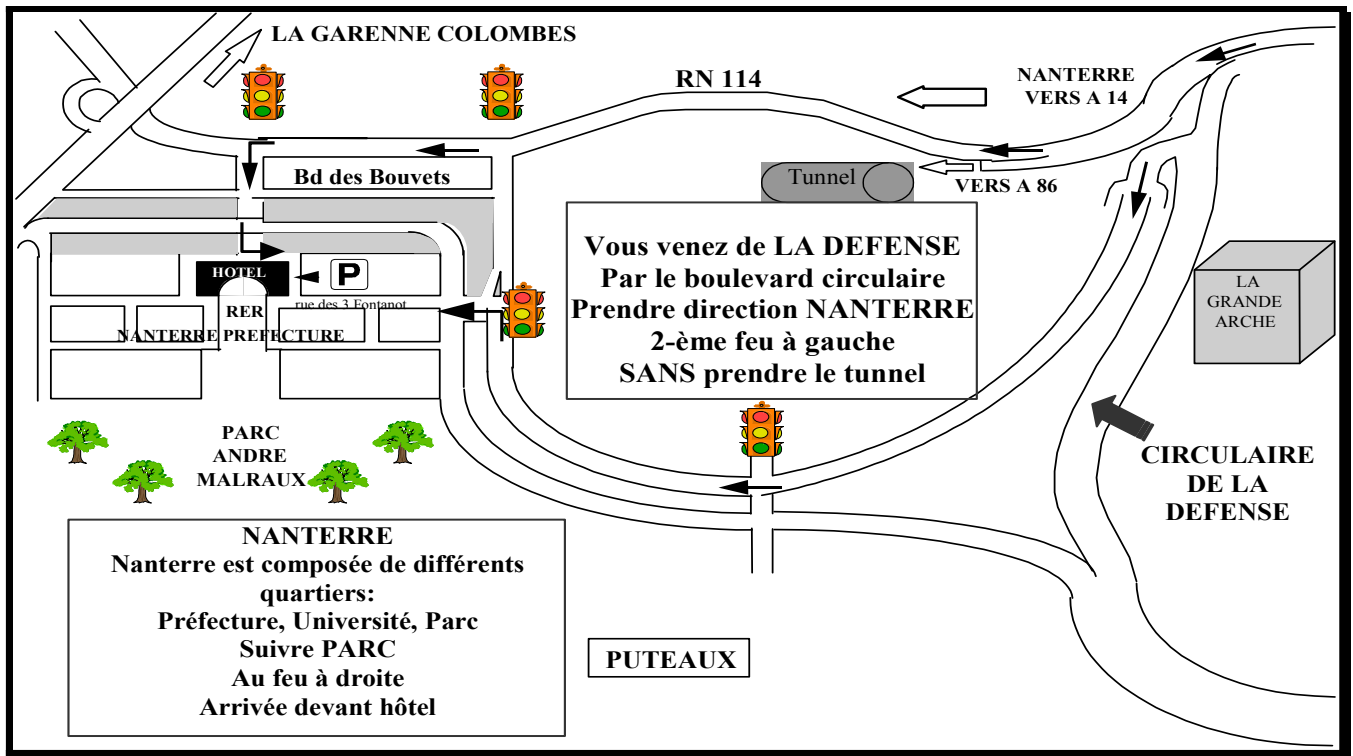 LA GARENNE COLOMBES
RN 114
NANTERRE
VERS A 14
Bd des Bouvets
Tunnel
VERS A 86
Vous venez de LA DEFENSE
Par le boulevard circulaire
Prendre direction NANTERRE
2-ème feu à gauche
SANS prendre le tunnel
HOTEL
P
rue des 3 Fontanot
RER
NANTERRE PREFECTURE
LA
GRANDE
ARCHE
PARC
ANDRE
MALRAUX
CIRCULAIRE
DE LA
DEFENSE
NANTERRE
Nanterre est composée de différents
quartiers:
Préfecture, Université, Parc
Suivre PARC
Au feu à droite
Arrivée devant hôtel
PUTEAUX